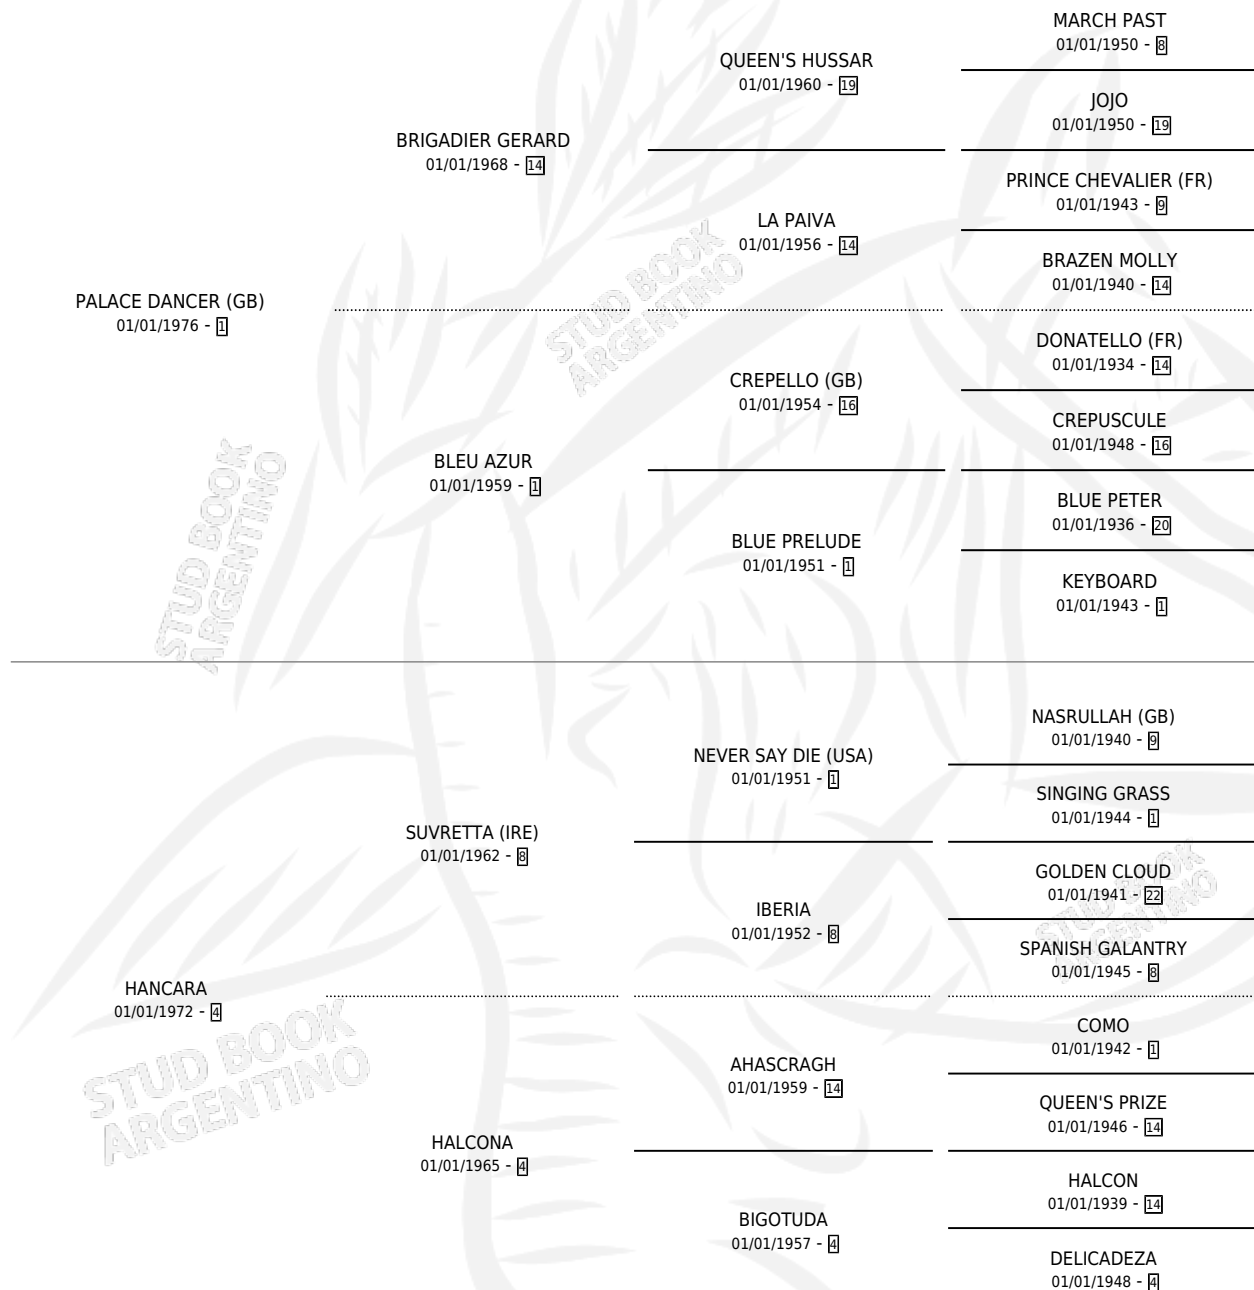 MARCH PAST
01/01/1950 - 8
QUEEN'S HUSSAR
01/01/1960 - 19
JOJO
01/01/1950 - 19
BRIGADIER GERARD
01/01/1968 - 14
PRINCE CHEVALIER (FR)
01/01/1943 - 9
LA PAIVA
01/01/1956 - 14
BRAZEN MOLLY
01/01/1940 - 14
PALACE DANCER (GB)
01/01/1976 - 1
STUD BOOK
ARGENTINO
DONATELLO (FR)
01/01/1934 - 14
CREPELLO (GB)
01/01/1954 - 16
CREPUSCULE
01/01/1948 - 16
BLEU AZUR
01/01/1959 - 1
BLUE PETER
01/01/1936 - 20
BLUE PRELUDE
01/01/1951 - 1
KEYBOARD
01/01/1943 - 1
STUD BOOK
ARGENTINO
NASRULLAH (GB)
01/01/1940 - 9
NEVER SAY DIE (USA)
01/01/1951 - 1
SINGING GRASS
01/01/1944 - 1
SUVRETTA (IRE)
01/01/1962 - 8
GOLDEN CLOUD
01/01/1941 - 22
IBERIA
01/01/1952 - 8
SPANISH GALANTRY
01/01/1945 - 8
STUD BOOK
ARGENTINO
HANCARA
01/01/1972 - 4
COMO
01/01/1942 - 1
AHASCRAGH
01/01/1959 - 14
QUEEN'S PRIZE
01/01/1946 - 14
STUD BOOK
ARGENTINO
HALCONA
01/01/1965 - 4
HALCON
01/01/1939 - 14
BIGOTUDA
01/01/1957 - 4
DELICADEZA
01/01/1948 - 4